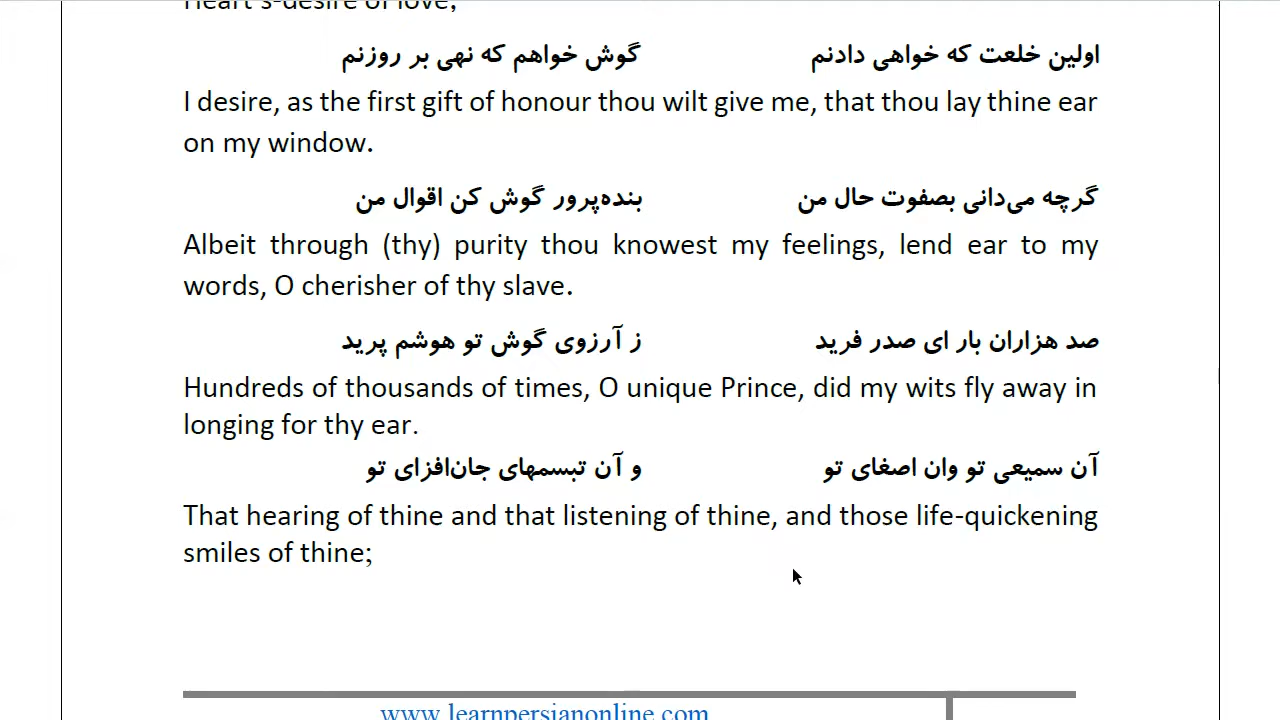 Heart's-desire of love;
اولین خلعت که خواهی دادنم گوش خواهم که نهی بر روزنم
I desire, as the first gift of honour thou wilt give me, that thou lay thine ear
on my window.
گرچه می‌دانی بصفوت حال من بنده‌پرور گوش کن اقوال من
Albeit through (thy) purity thou knowest my feelings, lend ear to my
words, O cherisher of thy slave.
صد هزاران بار ای صدر فرید ز آرزوی گوش تو هوشم پرید
Hundreds of thousands of times, O unique Prince, did my wits fly away in
longing for thy ear.
آن سمیعی تو وان اصغای تو و آن تبسمهای جان‌افزای تو
That hearing of thine and that listening of thine, and those life-quickening
smiles of thine;
www.learnpersianonline.com